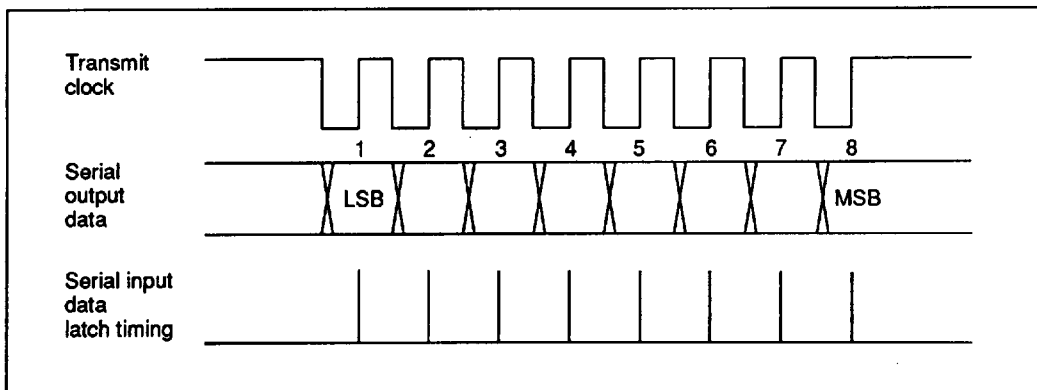 Transmit
clock
1 2 3 4 5 6 7 8
Serial
output
data
LSB
MSB
Serial input
data
latch timing